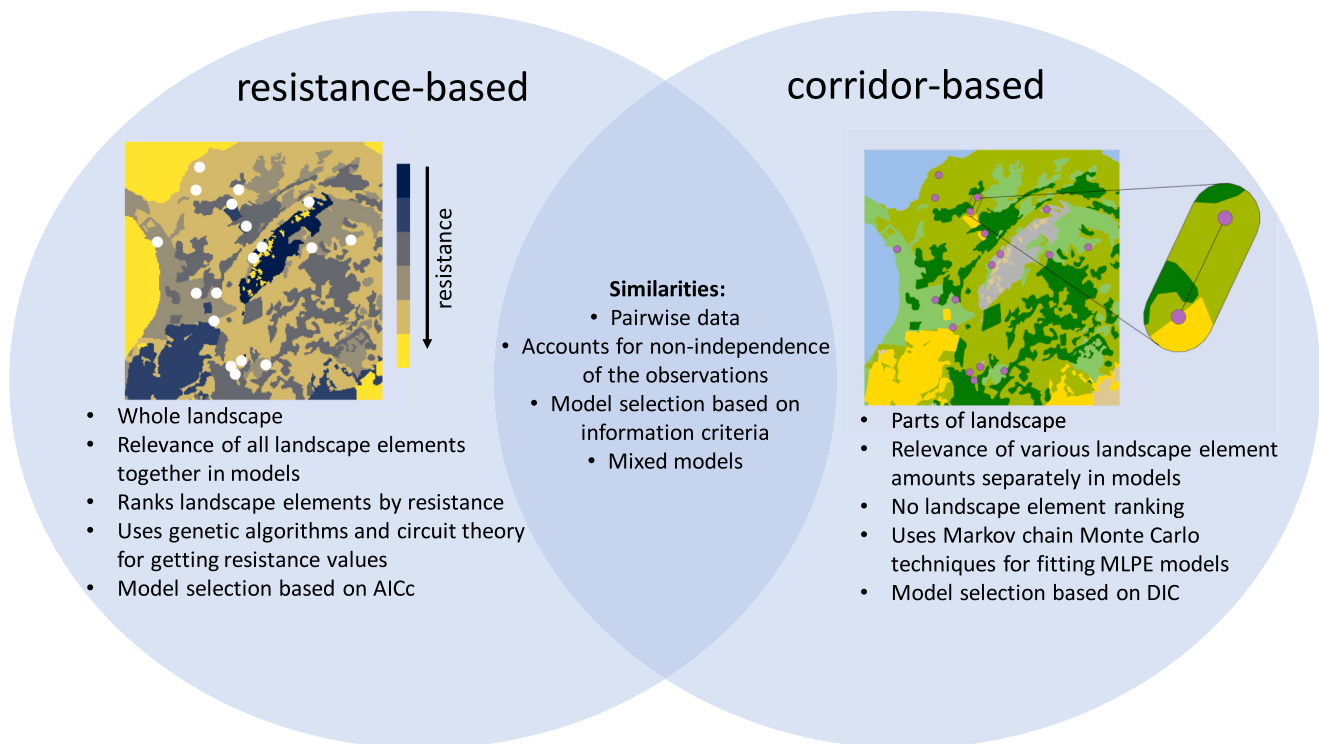 resistance-based
resistance
• Whole landscape
• Relevance of all landscape elements
together in models
• Ranks landscape elements by resistance
• Uses genetic algorithms and circuit theory
for getting resistance values
• Model selection based on AICc
Similarities:
• Pairwise data
• Accounts for non-independence
of the observations
• Model selection based on
information criteria
• Mixed models
corridor-based
• Parts of landscape
• Relevance of various landscape element
amounts separately in models
• No landscape element ranking
• Uses Markov chain Monte Carlo
techniques for fitting MLPE models
• Model selection based on DIC